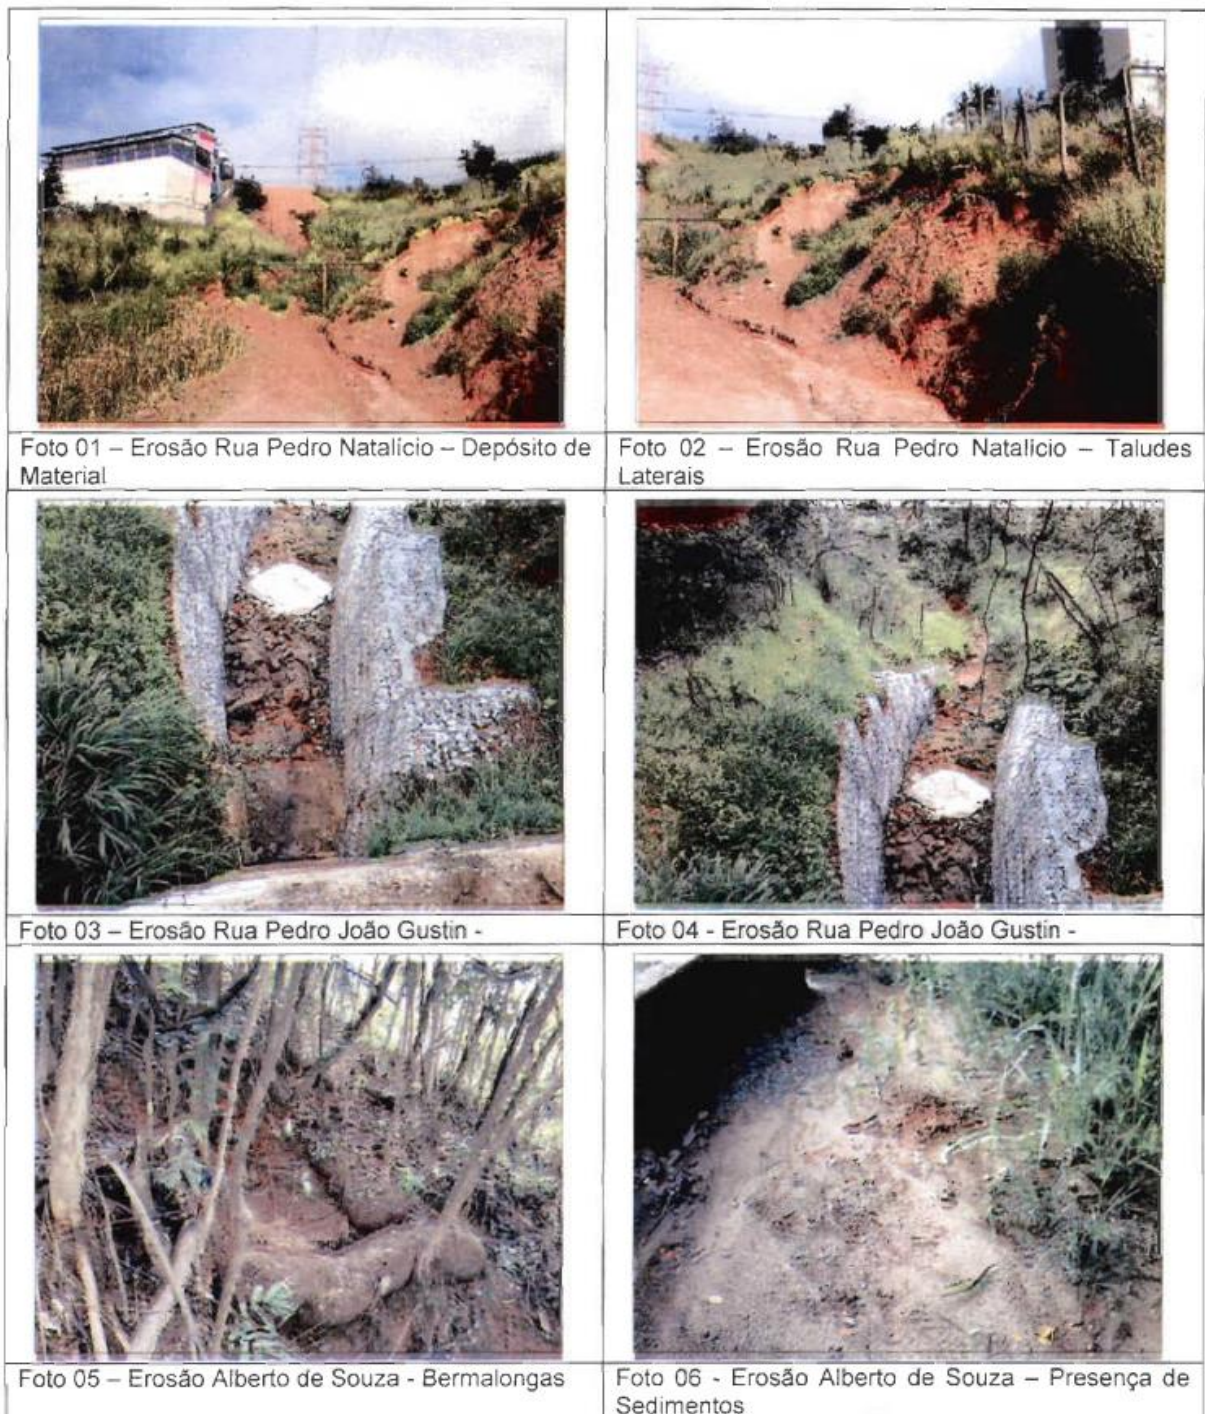 Foto 01 – Erosão Rua Pedro Natalício – Depósito de
Material
Foto 02 – Erosão Rua Pedro Natalício – Taludes
Laterais
Foto 03 – Erosão Rua Pedro João Gustin -
Foto 04 - Erosão Rua Pedro João Gustin -
Foto 05 – Erosão Alberto de Souza - Bermalongas
Foto 06 - Erosão Alberto de Souza – Presença de
Sedimentos